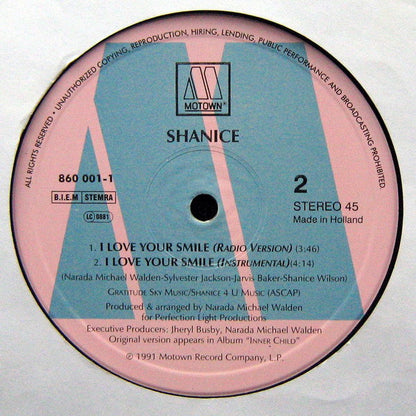 ALL RIGHTS RESERVED • UNAUTHORIZED COPYING, REPRODUCTION, HIRING, LENDING, PUBLIC PERFORMANCE AND BROADCASTING PROHIBITED.
MOTOWN®
SHANICE
860 001-1
B.I.E.M STEMRA
LC 0881
2
STEREO 45
Made in Holland
1. I LOVE YOUR SMILE (RADIO VERSION) (3:46)
2. I LOVE YOUR SMILE (INSTRUMENTAL)(4:14)
(Narada Michael Walden-Sylvester Jackson-Jarvis Baker-Shanice Wilson)
GRATITUDE SKY MUSIC/SHANICE 4 U MUSIC (ASCAP)
Produced & arranged by Narada Michael Walden
for Perfection Light Productions
Executive Producers: Jheryl Busby, Narada Michael Walden
Original version appears in Album "INNER CHILD"
℗ 1991 Motown Record Company, L.P.